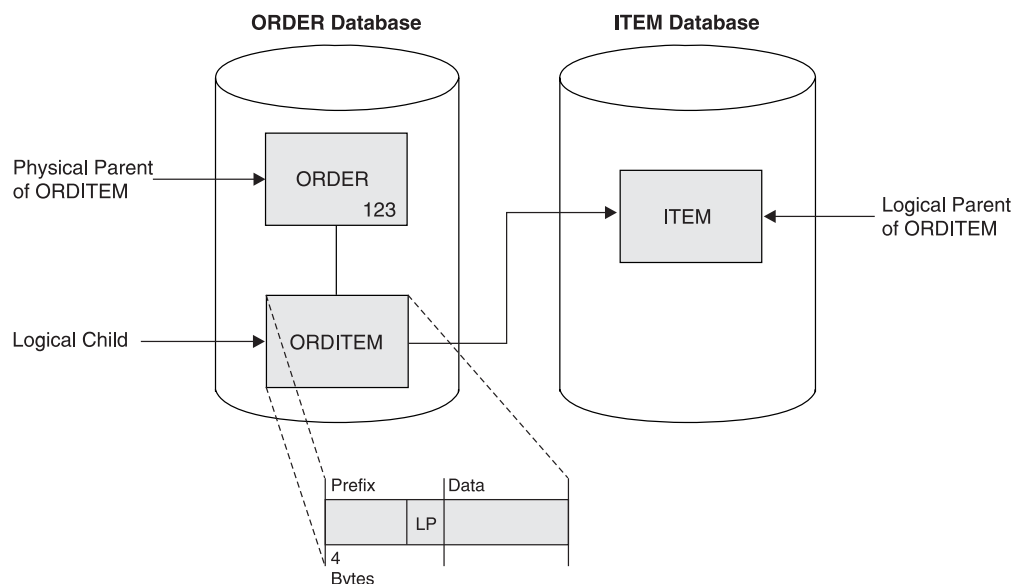 ORDER Database
ITEM Database
Physical Parent
of ORDITEM
ORDER
123
ITEM
Logical Parent
of ORDITEM
Logical Child
ORDITEM
Prefix
Data
LP
4
Bytes